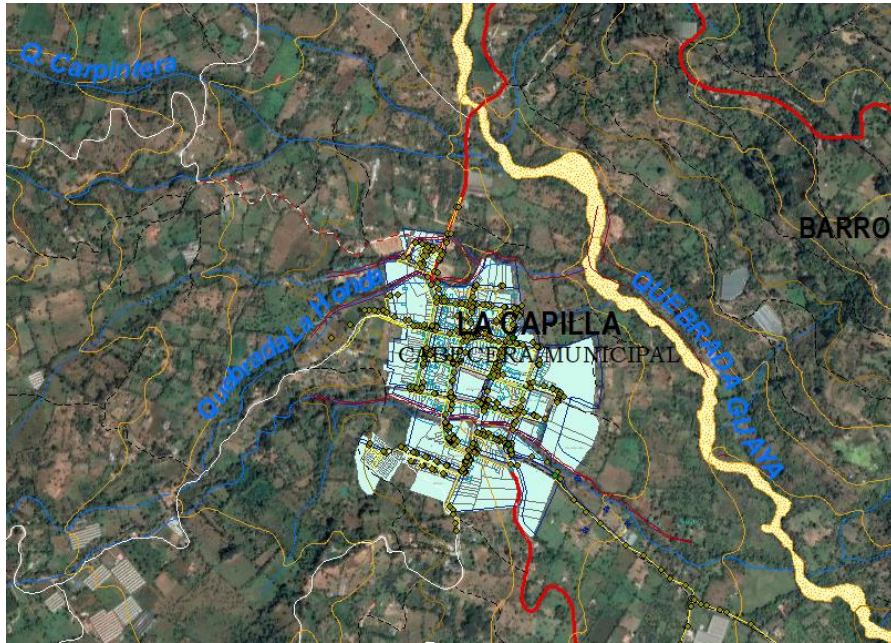 Q. Carpintera
BARRO
Quebrada La Honda
LA CAPILLA
CABECERA MUNICIPAL
QUEBRADA GUAYA